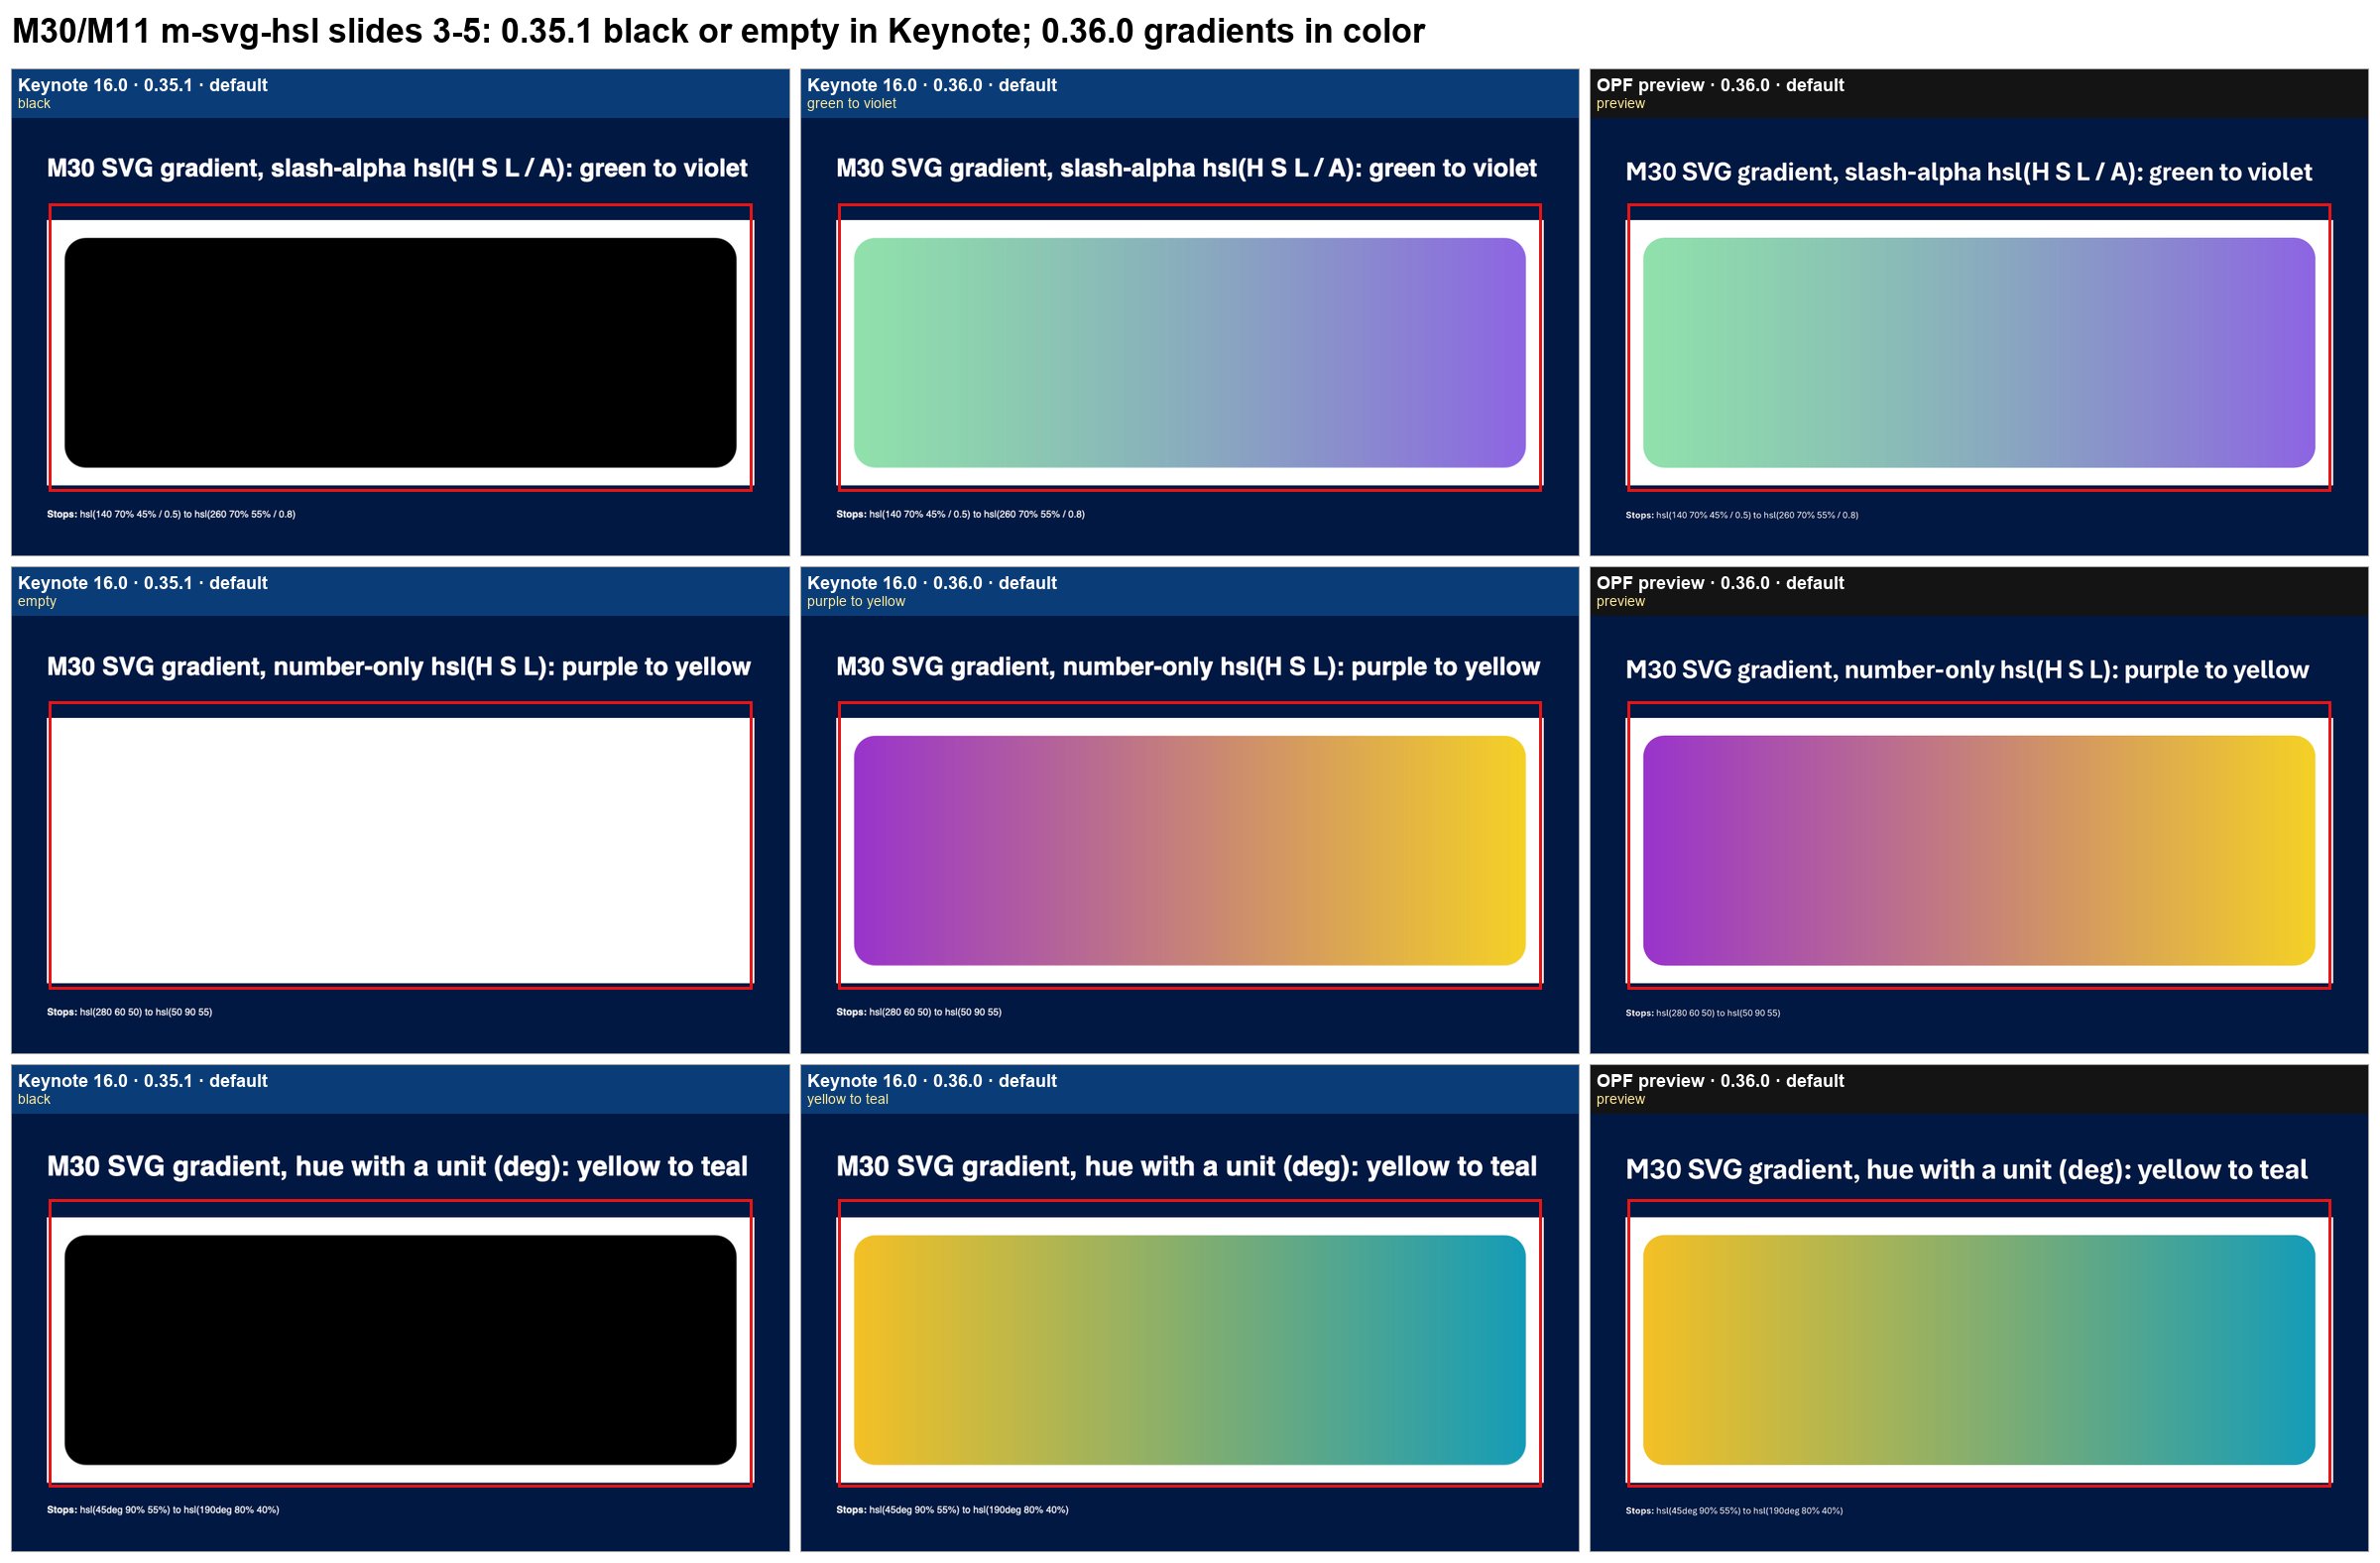 M30/M11 m-svg-hsl slides 3-5: 0.35.1 black or empty in Keynote; 0.36.0 gradients in color
Keynote 16.0 · 0.35.1 · default
black
M30 SVG gradient, slash-alpha hsl(H S L / A): green to violet
Stops: hsl(140 70% 45% / 0.5) to hsl(260 70% 55% / 0.8)
Keynote 16.0 · 0.36.0 · default
green to violet
M30 SVG gradient, slash-alpha hsl(H S L / A): green to violet
Stops: hsl(140 70% 45% / 0.5) to hsl(260 70% 55% / 0.8)
OPF preview · 0.36.0 · default
preview
M30 SVG gradient, slash-alpha hsl(H S L / A): green to violet
Stops: hsl(140 70% 45% / 0.5) to hsl(260 70% 55% / 0.8)
Keynote 16.0 · 0.35.1 · default
empty
M30 SVG gradient, number-only hsl(H S L): purple to yellow
Stops: hsl(280 60 50) to hsl(50 90 55)
Keynote 16.0 · 0.36.0 · default
purple to yellow
M30 SVG gradient, number-only hsl(H S L): purple to yellow
Stops: hsl(280 60 50) to hsl(50 90 55)
OPF preview · 0.36.0 · default
preview
M30 SVG gradient, number-only hsl(H S L): purple to yellow
Stops: hsl(280 60 50) to hsl(50 90 55)
Keynote 16.0 · 0.35.1 · default
black
M30 SVG gradient, hue with a unit (deg): yellow to teal
Stops: hsl(45deg 90% 55%) to hsl(190deg 80% 40%)
Keynote 16.0 · 0.36.0 · default
yellow to teal
M30 SVG gradient, hue with a unit (deg): yellow to teal
Stops: hsl(45deg 90% 55%) to hsl(190deg 80% 40%)
OPF preview · 0.36.0 · default
preview
M30 SVG gradient, hue with a unit (deg): yellow to teal
Stops: hsl(45deg 90% 55%) to hsl(190deg 80% 40%)